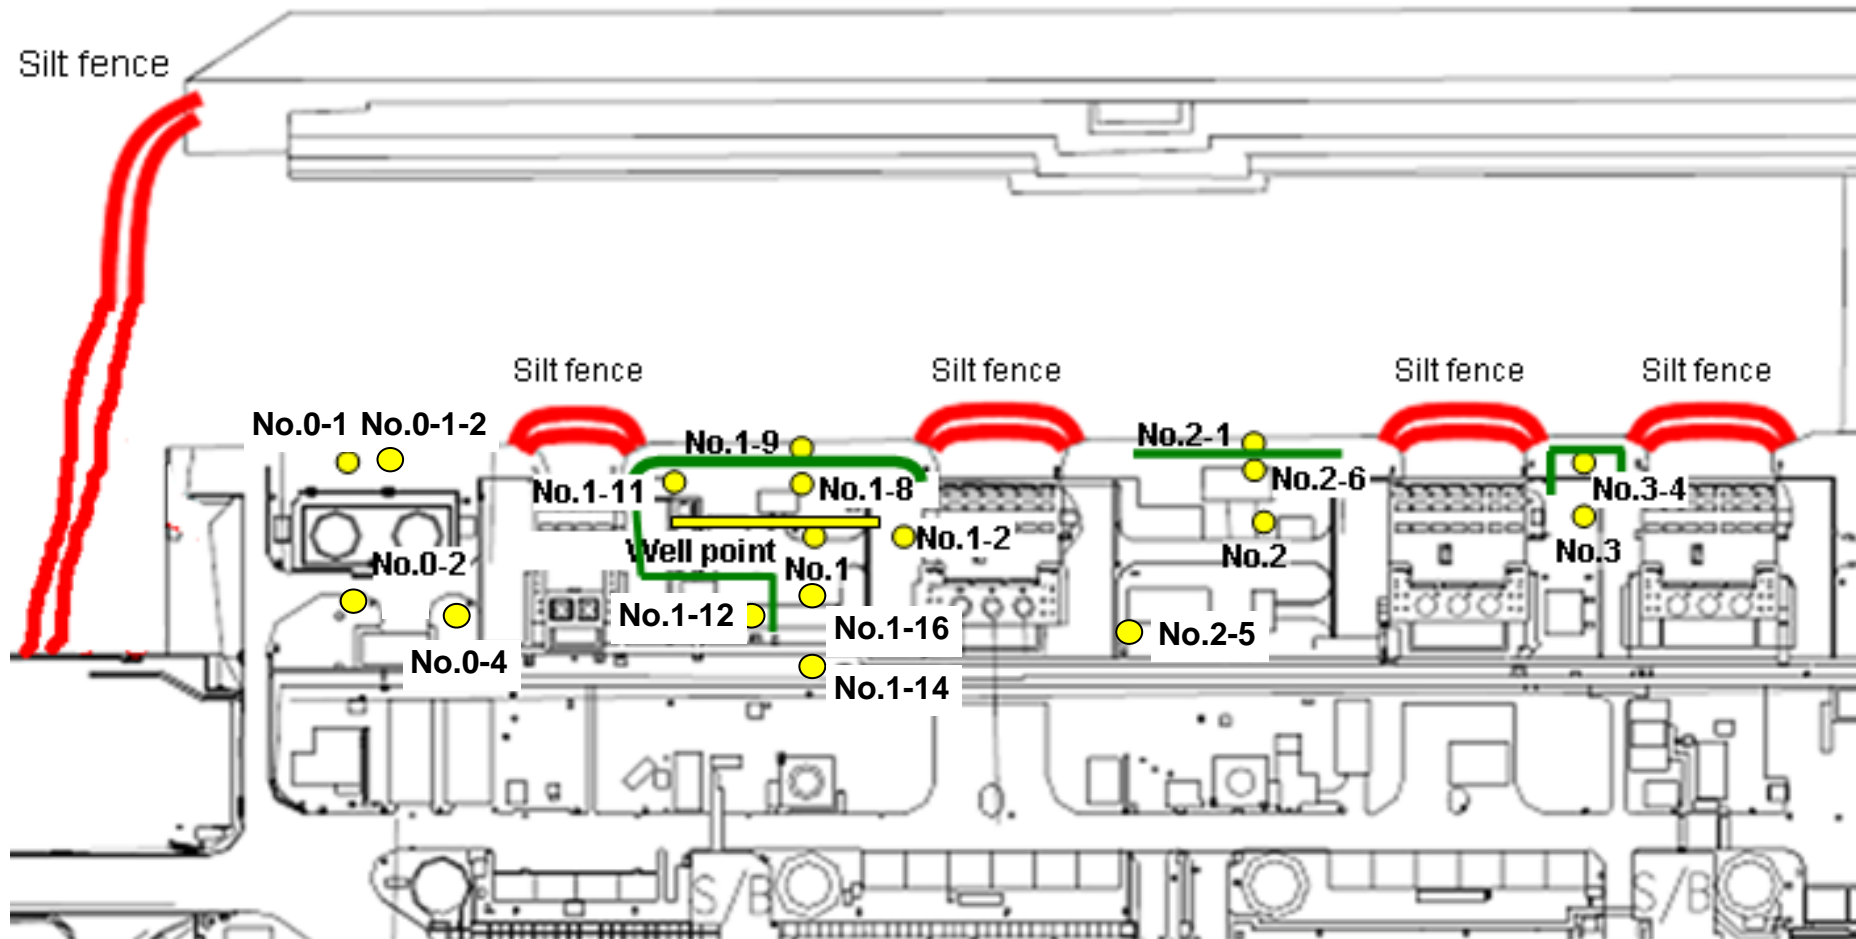 Silt fence
Silt fence
Silt fence
Silt fence
Silt fence
No.0-1 No.0-1-2
No.1-9
No.2-1
No.1-11
No.1-8
No.2-6
No.3-4
No.0-2
Well point
No.1-2
No.2
No.3
No.1
No.1-12
No.1-16
No.2-5
No.0-4
No.1-14
S/B
S/B